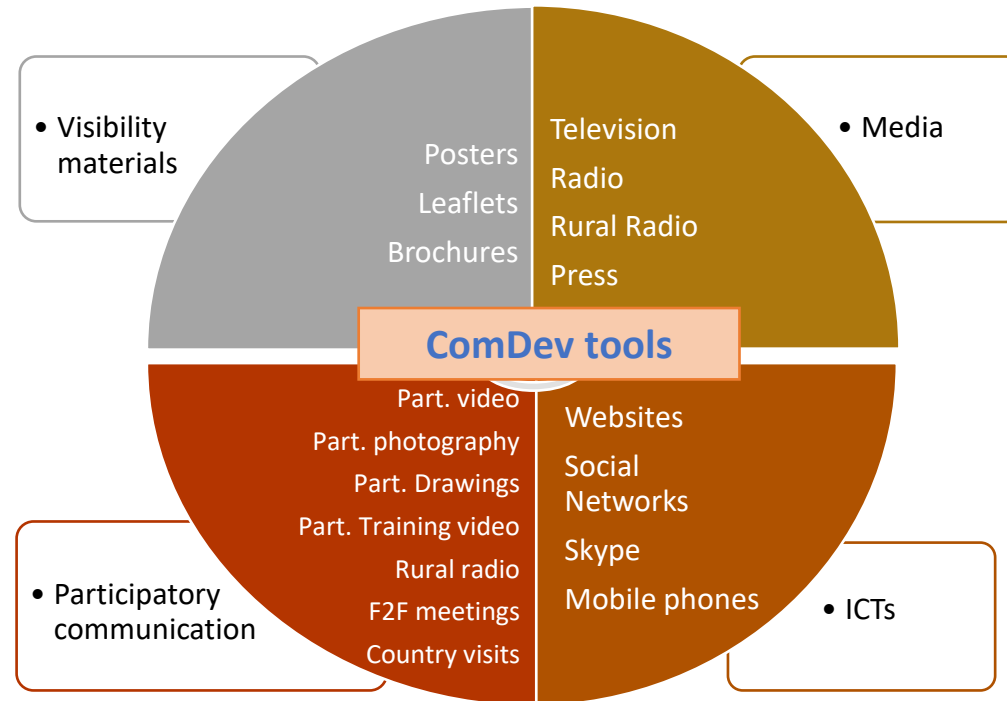 • Visibility
materials
Posters
Leaflets
Brochures
Television
Radio
Rural Radio
Press
• Media
ComDev tools
Part. video
Part. photography
Part. Drawings
Part. Training video
Rural radio
F2F meetings
Country visits
• Participatory
communication
Websites
Social
Networks
Skype
Mobile phones
• ICTs